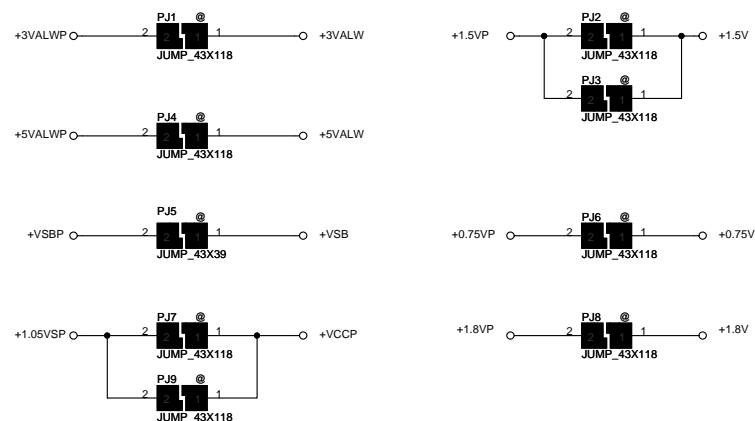 PJ1 @
+3VALWP 2 2 1 1 +3VALW
JUMP_43X118
PJ2 @
+1.5VP 2 2 1 1 +1.5V
JUMP_43X118
PJ3 @
2 2 1 1
JUMP_43X118
PJ4 @
+5VALWP 2 2 1 1 +5VALW
JUMP_43X118
PJ5 @
+VSBP 2 2 1 1 +VSB
JUMP_43X39
PJ6 @
+0.75VP 2 2 1 1 +0.75V
JUMP_43X118
PJ7 @
+1.05VSP 2 2 1 1 +VCCP
JUMP_43X118
PJ8 @
+1.8VP 2 2 1 1 +1.8V
JUMP_43X118
PJ9 @
2 2 1 1
JUMP_43X118